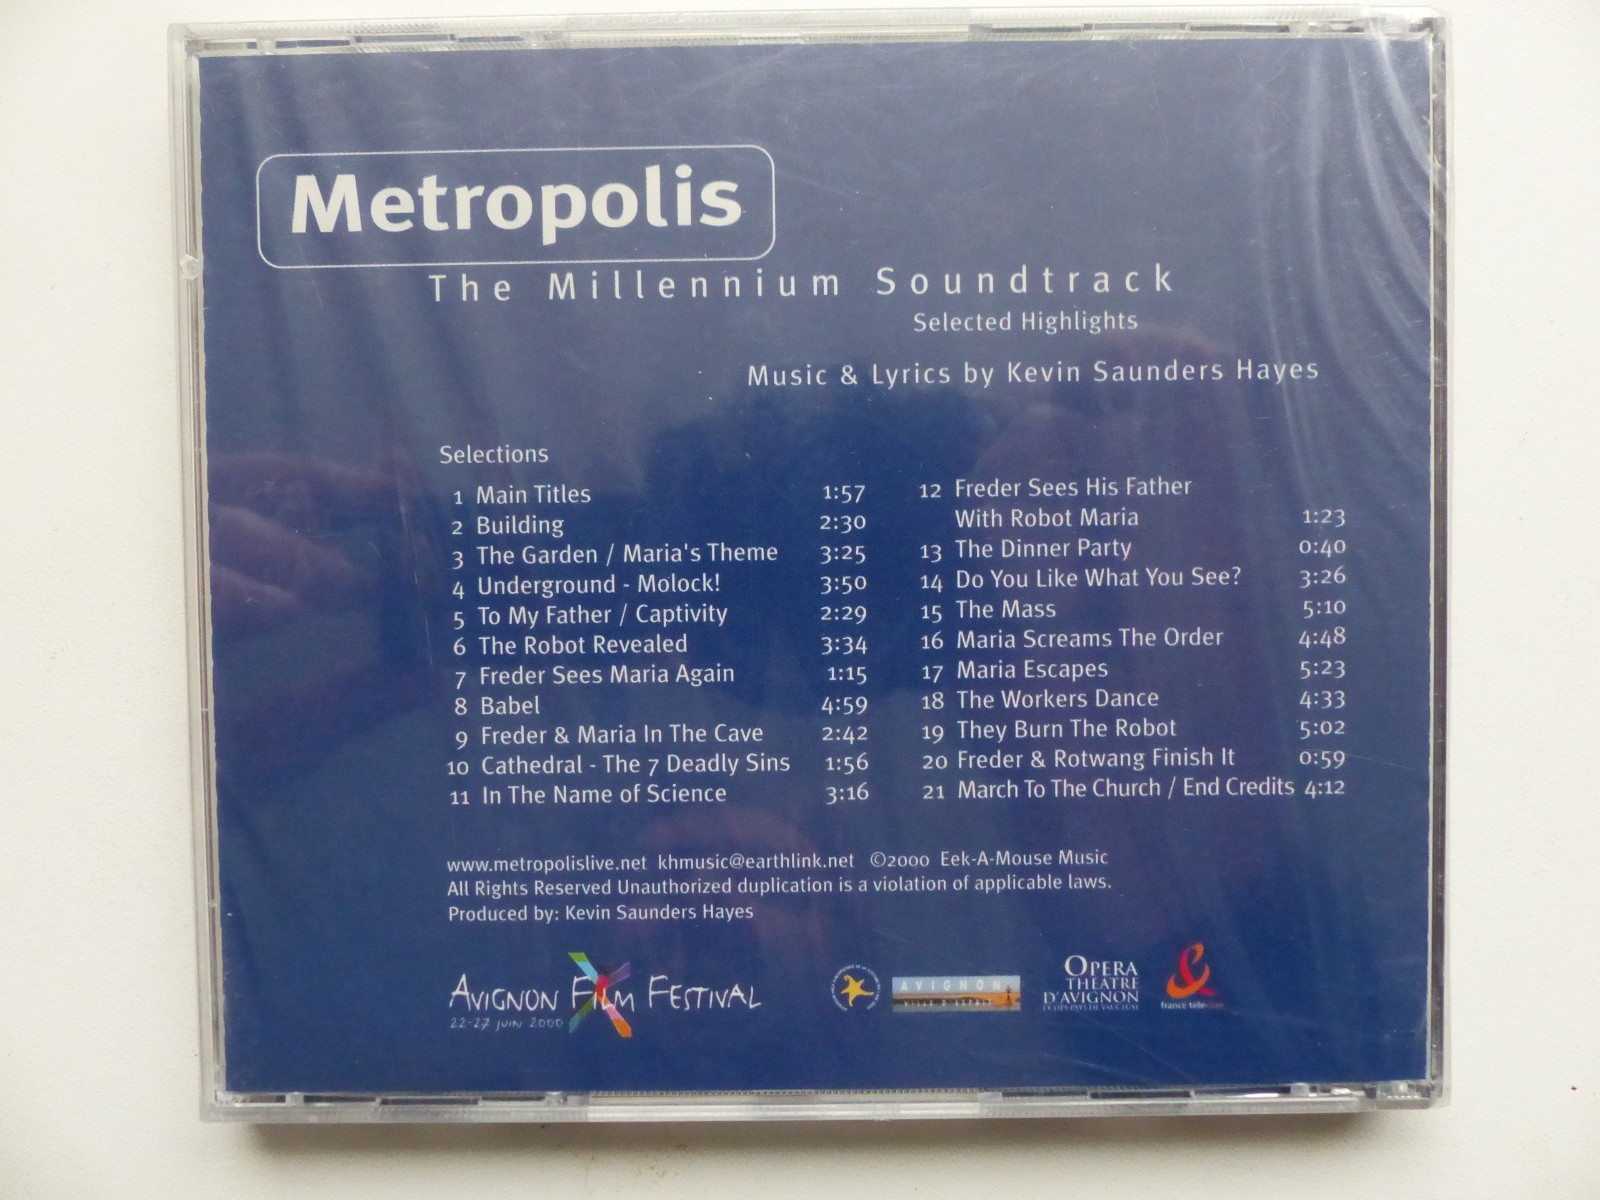 Metropolis
The Millennium Soundtrack
Selected Highlights
Music & Lyrics by Kevin Saunders Hayes
Selections
1 Main Titles 1:57
2 Building 2:30
3 The Garden / Maria's Theme 3:25
4 Underground - Molock! 3:50
5 To My Father / Captivity 2:29
6 The Robot Revealed 3:34
7 Freder Sees Maria Again 1:15
8 Babel 4:59
9 Freder & Maria In The Cave 2:42
10 Cathedral - The 7 Deadly Sins 1:56
11 In The Name of Science 3:16
12 Freder Sees His Father
With Robot Maria 1:23
13 The Dinner Party 0:40
14 Do You Like What You See? 3:26
15 The Mass 5:10
16 Maria Screams The Order 4:48
17 Maria Escapes 5:23
18 The Workers Dance 4:33
19 They Burn The Robot 5:02
20 Freder & Rotwang Finish It 0:59
21 March To The Church / End Credits 4:12
www.metropolislive.net khmusic@earthlink.net ©2000 Eek-A-Mouse Music
All Rights Reserved Unauthorized duplication is a violation of applicable laws.
Produced by: Kevin Saunders Hayes
AVIGNON FILM FESTIVAL
22-27 JUIN 2000
AVIGNON
VILLE D'ESPRIT
OPERA
THEATRE
D'AVIGNON
ET DES PAYS DE VAUCLUSE
france telecom